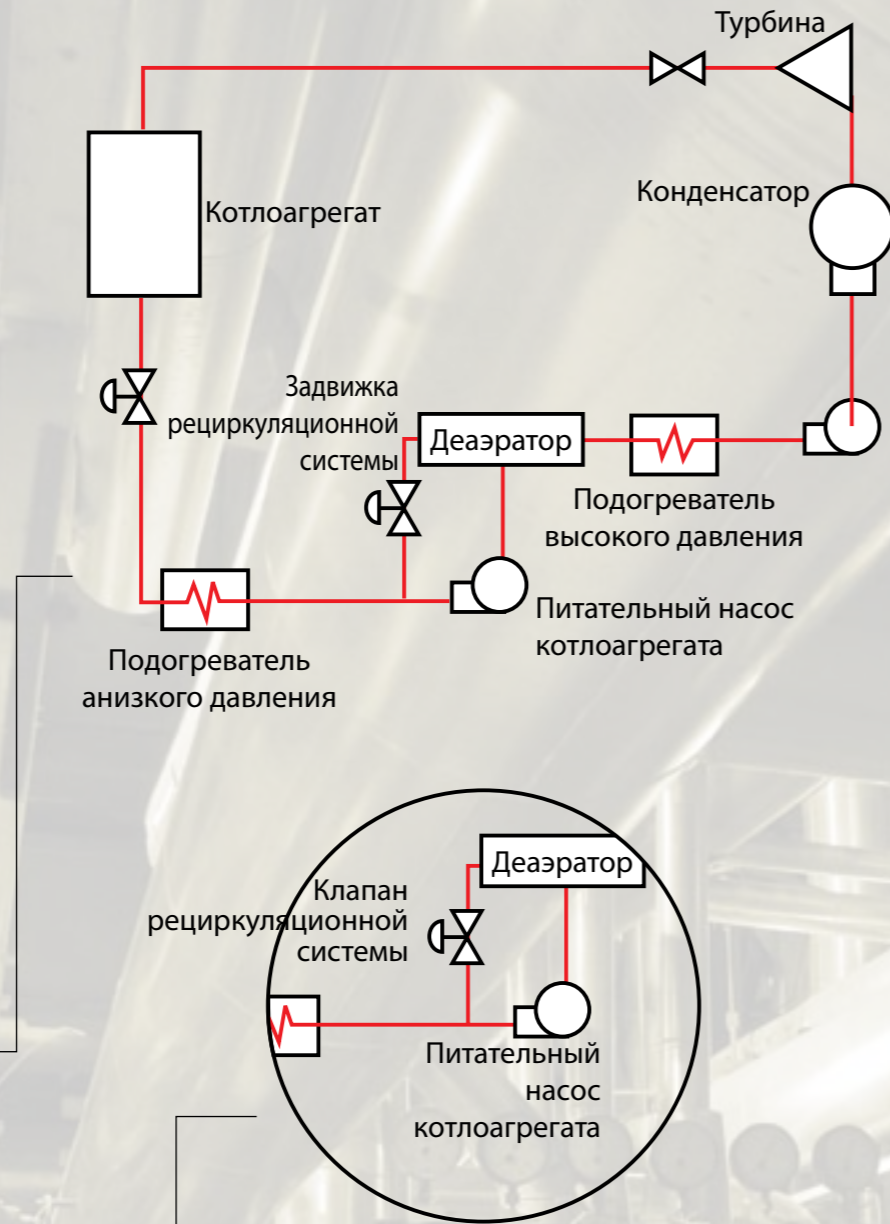 Турбина
Котлоагрегат
Конденсатор
Задвижка
рециркуляционной
системы
Деаэратор
Подогреватель
высокого давления
Питательный насос
котлоагрегата
Подогреватель
анизкого давления
Деаэратор
Клапан
рециркуляционной
системы
Питательный
насос
котлоагрегата